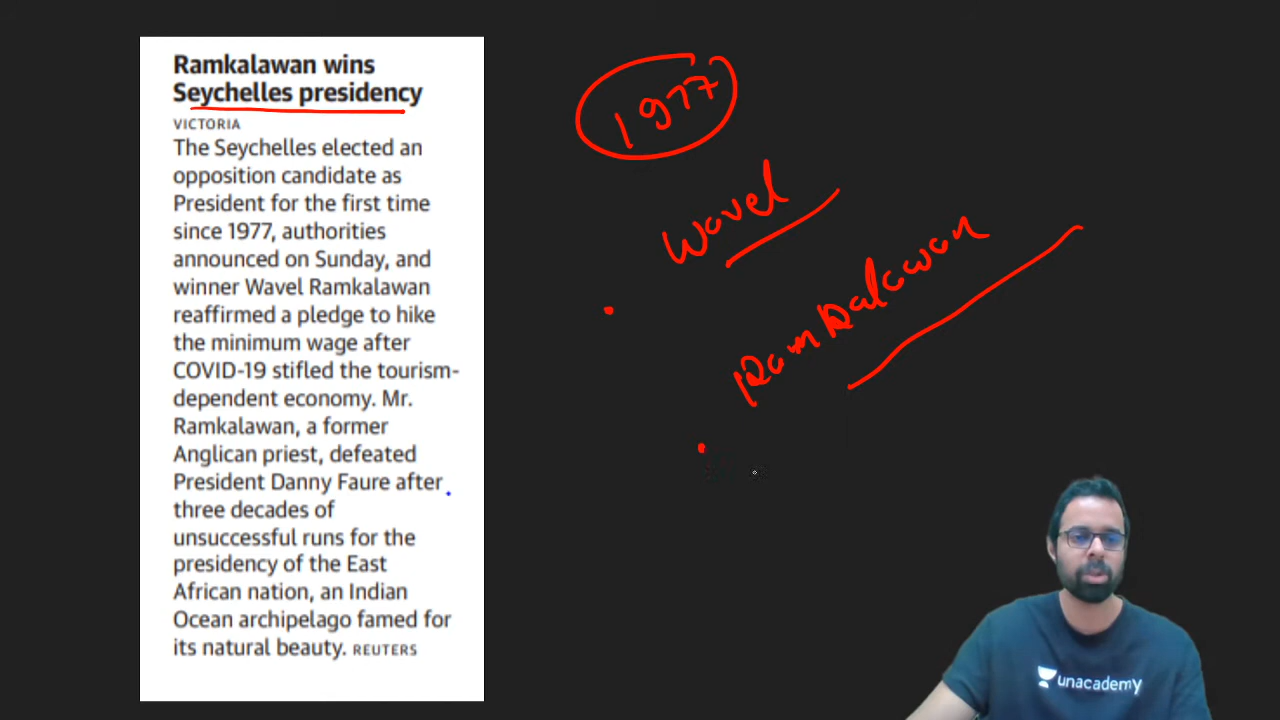 Ramkalawan wins
Seychelles presidency
VICTORIA
The Seychelles elected an
opposition candidate as
President for the first time
since 1977, authorities
announced on Sunday, and
winner Wavel Ramkalawan
reaffirmed a pledge to hike
the minimum wage after
COVID-19 stifled the tourism-
dependent economy. Mr.
Ramkalawan, a former
Anglican priest, defeated
President Danny Faure after
three decades of
unsuccessful runs for the
presidency of the East
African nation, an Indian
Ocean archipelago famed for
its natural beauty. REUTERS
1977
Wavel
Ramkalawan
unacademy